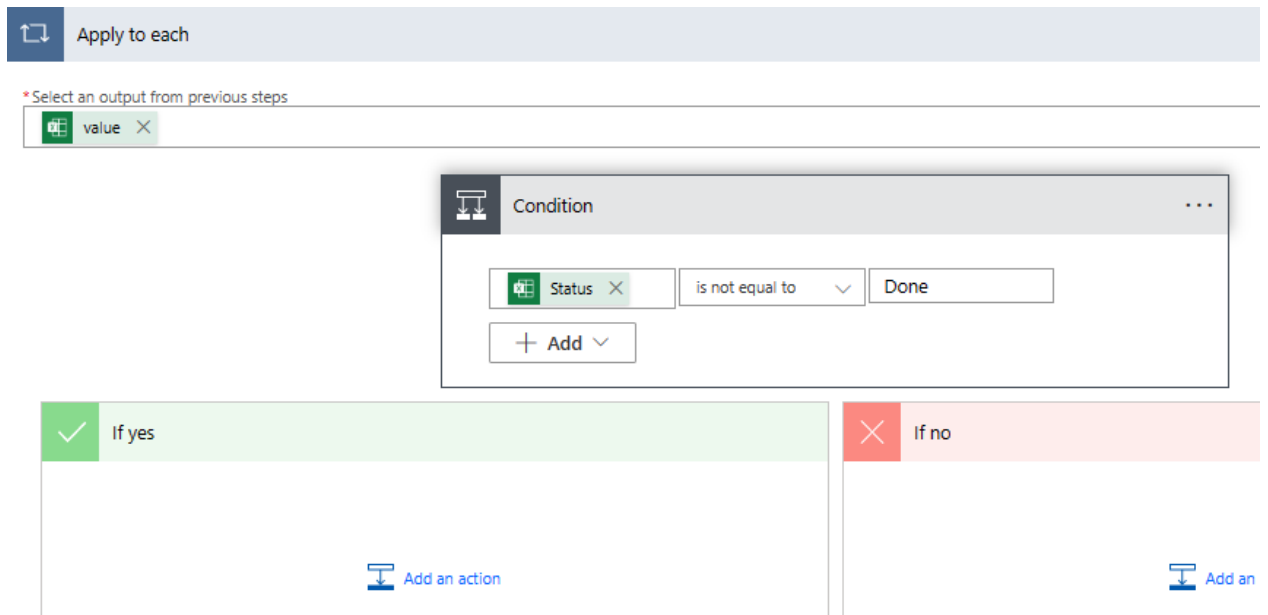 Apply to each
* Select an output from previous steps
value
Condition
Status is not equal to Done
Add
If yes
If no
Add an action
Add an